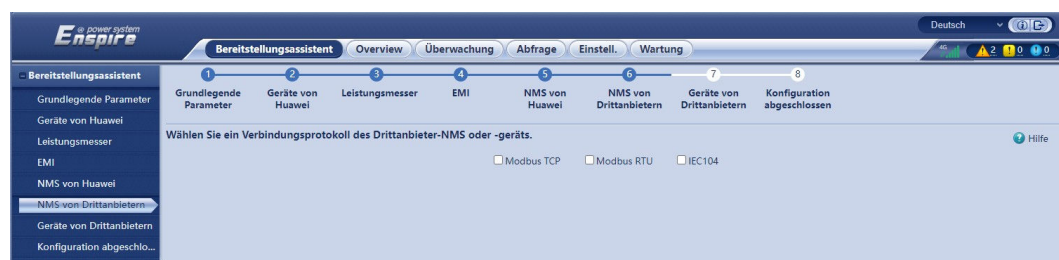 @ power system
Enspire
Deutsch
Bereitstellungsassistent Overview Überwachung Abfrage Einstell. Wartung
4G 2 0 0
Bereitstellungsassistent
Grundlegende Parameter
Geräte von Huawei
Leistungsmesser
EMI
NMS von Huawei
NMS von Drittanbietern
Geräte von Drittanbietern
Konfiguration abgeschlo...
1 2 3 4 5 6 7 8
Grundlegende Geräte von Leistungsmesser EMI NMS von NMS von Geräte von Konfiguration
Parameter Huawei Huawei Drittanbietern Drittanbietern abgeschlossen
Wählen Sie ein Verbindungsprotokoll des Drittanbieter-NMS oder -geräts.
Hilfe
Modbus TCP Modbus RTU IEC104